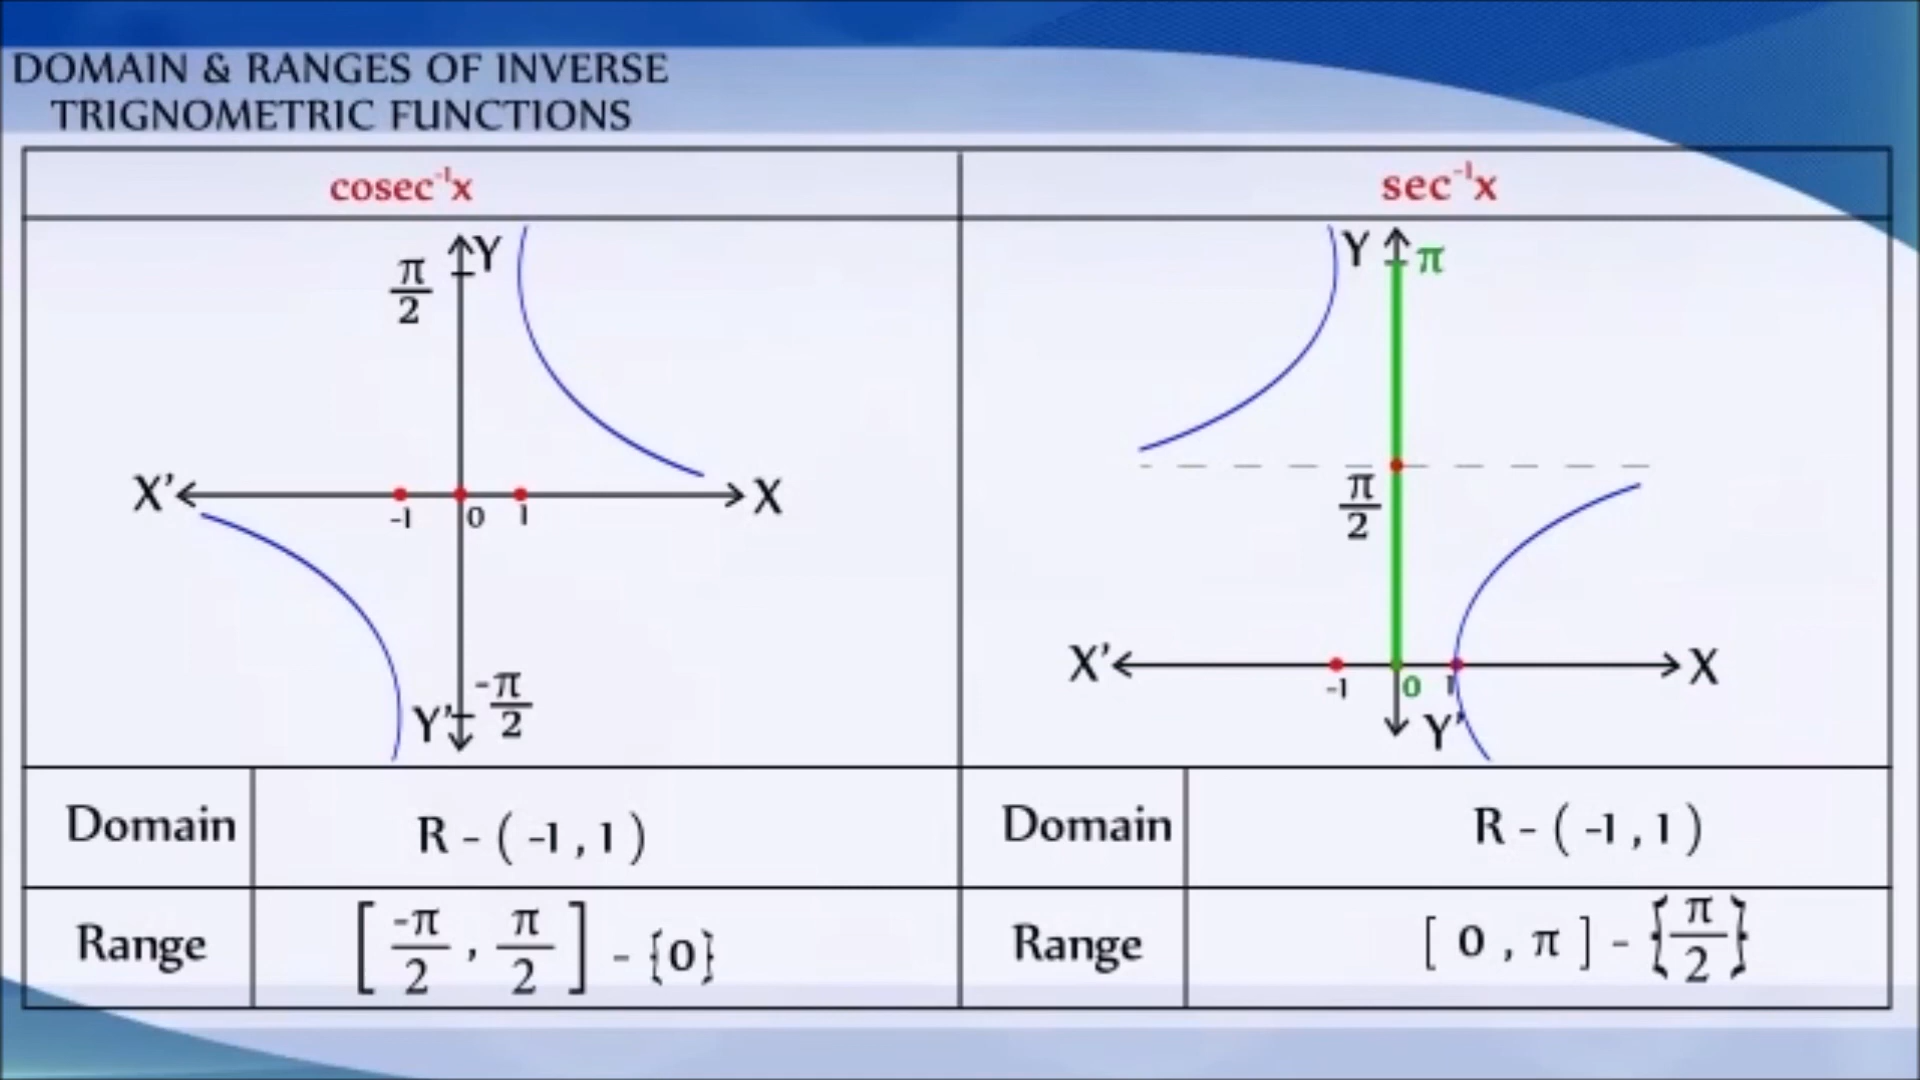 DOMAIN & RANGES OF INVERSE
TRIGNOMETRIC FUNCTIONS
cosec⁻¹x
sec⁻¹x
π/2
Y
X'
-1 0 1
X
Y'
-π/2
Y
π
π/2
X'
-1 0 1
X
Y'
Domain
R - ( -1 , 1 )
Domain
R - ( -1 , 1 )
Range
[ -π/2 , π/2 ] - {0}
Range
[ 0 , π ] - {π/2}